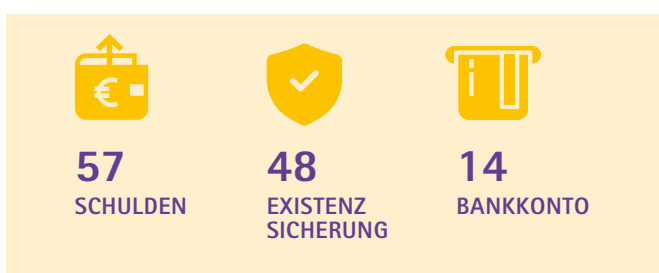 57
SCHULDEN
48
EXISTENZ
SICHERUNG
14
BANKKONTO